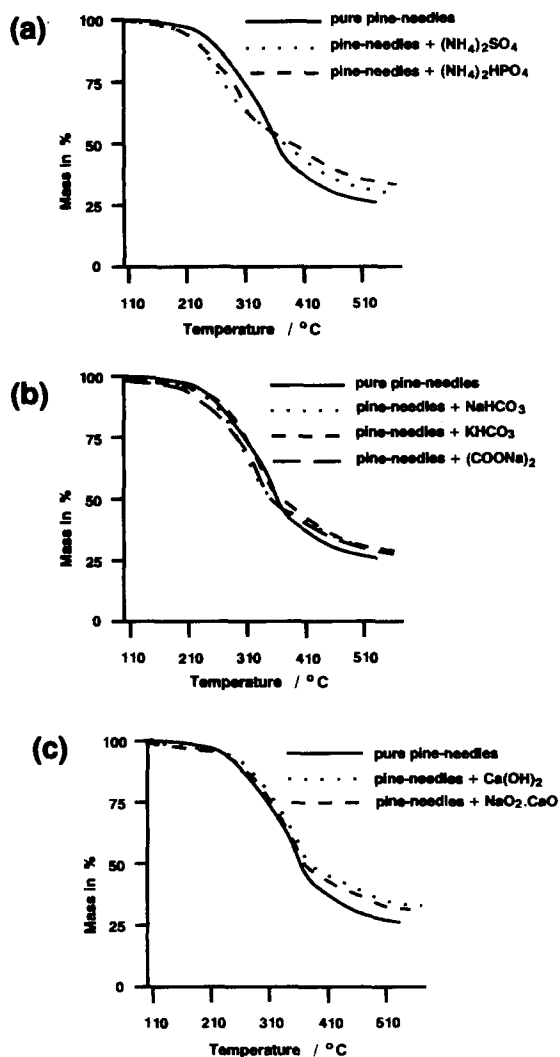 (a)
pure pine-needles
pine-needles + (NH4)2SO4
pine-needles + (NH4)2HPO4
100
75
50
25
0
Mass in %
110 210 310 410 510
Temperature / °C
(b)
pure pine-needles
pine-needles + NaHCO3
pine-needles + KHCO3
pine-needles + (COONa)2
100
75
50
25
0
Mass in %
110 210 310 410 510
Temperature / °C
(c)
pure pine-needles
pine-needles + Ca(OH)2
pine-needles + NaO2.CaO
100
75
50
25
0
Mass in %
110 210 310 410 510
Temperature / °C